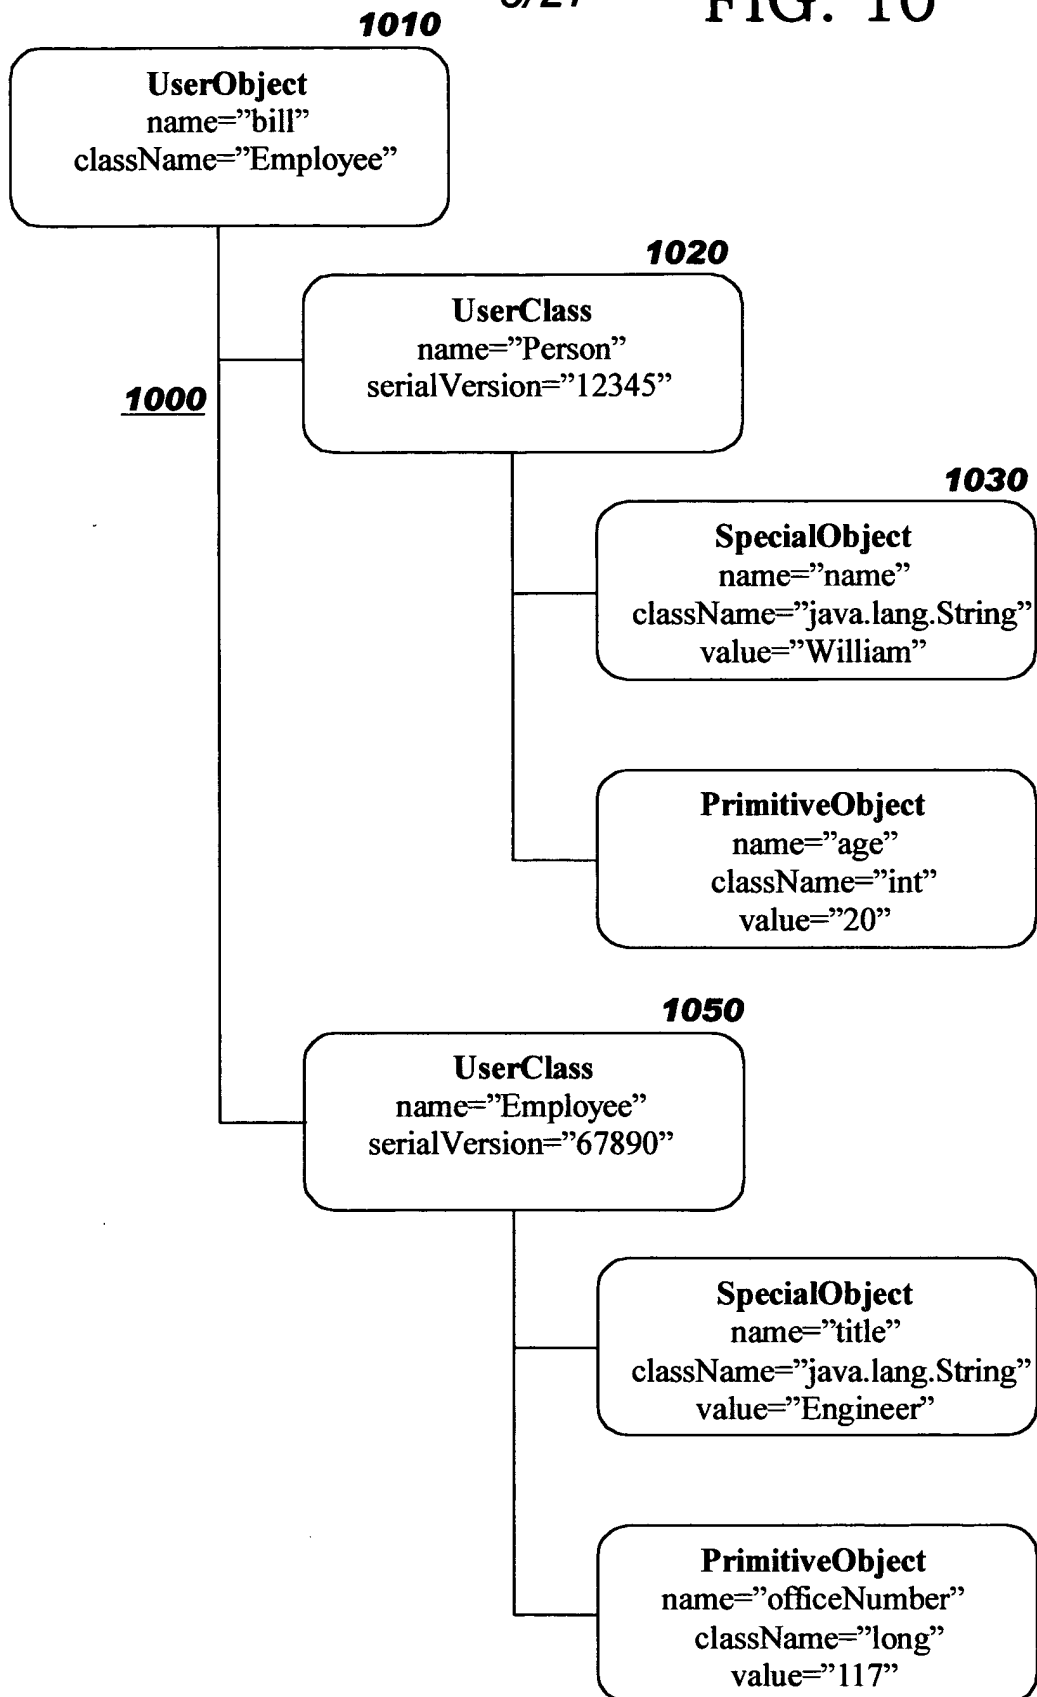 FIG. 10
1010
UserObject
name=”bill”
className=”Employee”
1020
UserClass
name=”Person”
serialVersion=”12345”
1000
1030
SpecialObject
name=”name”
className=”java.lang.String”
value=”William”
PrimitiveObject
name=”age”
className=”int”
value=”20”
1050
UserClass
name=”Employee”
serialVersion=”67890”
SpecialObject
name=”title”
className=”java.lang.String”
value=”Engineer”
PrimitiveObject
name=”officeNumber”
className=”long”
value=”117”